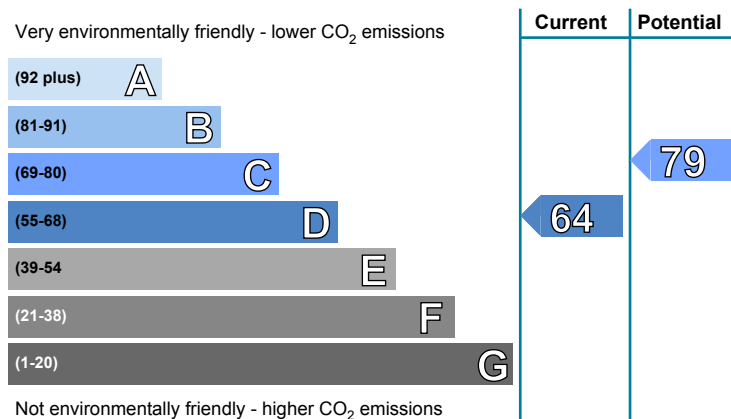 Very environmentally friendly - lower CO2 emissions
Current
Potential
(92 plus) A
(81-91) B
(69-80) C
79
(55-68) D
64
(39-54 E
(21-38) F
(1-20) G
Not environmentally friendly - higher CO2 emissions